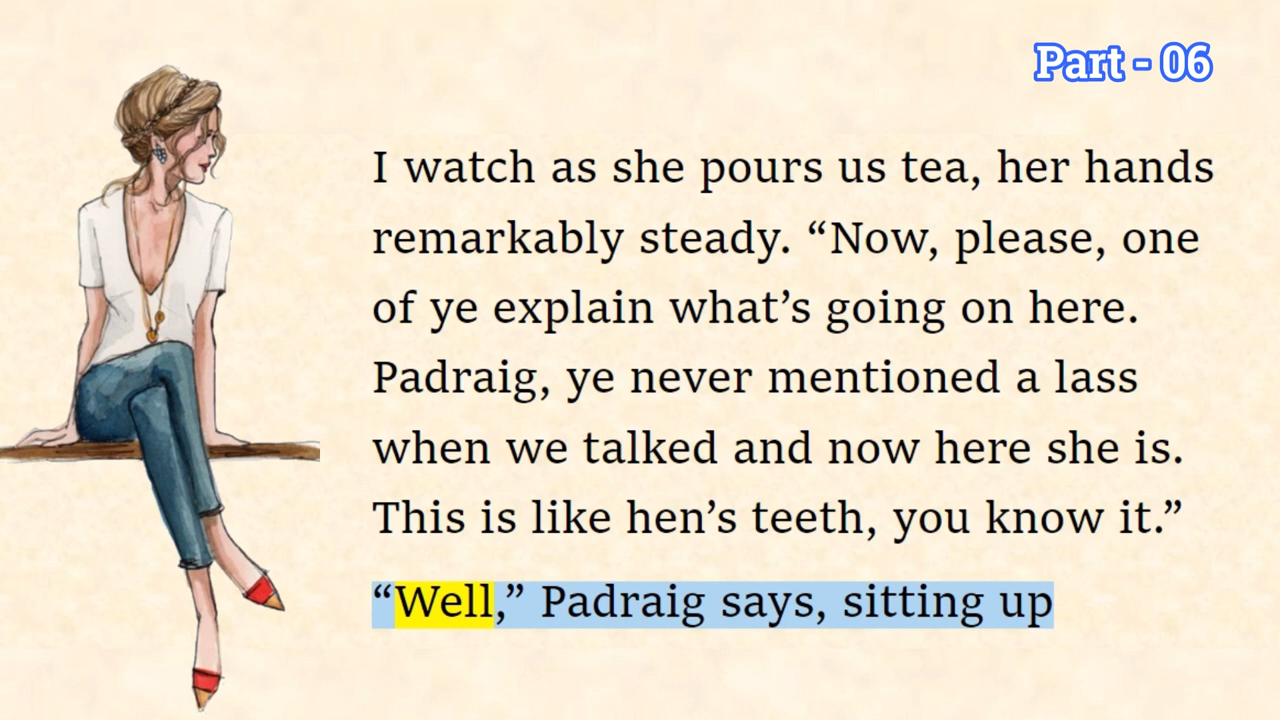 Part - 06
I watch as she pours us tea, her hands
remarkably steady. “Now, please, one
of ye explain what’s going on here.
Padraig, ye never mentioned a lass
when we talked and now here she is.
This is like hen’s teeth, you know it.”
“Well,” Padraig says, sitting up